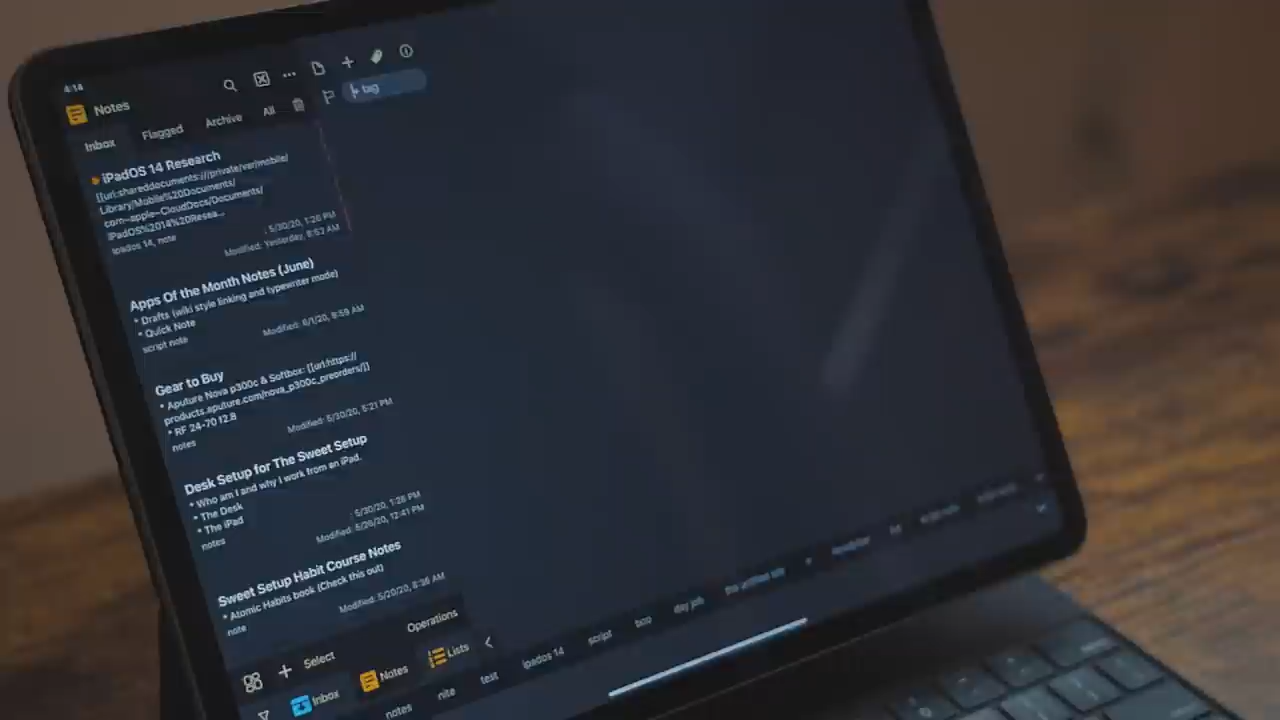 4:14
Notes
+ tag
Inbox
Flagged
Archive
All
iPadOS 14 Research
[[url:shareddocuments:///private/var/mobile/
Library/Mobile%20Documents/
com~apple~CloudDocs/Documents/
iPadOS%2014%20Resea...
ipados 14, note
: 5/30/20, 1:26 PM
Modified: Yesterday, 8:53 AM
Apps Of the Month Notes (June)
* Drafts (wiki style linking and typewriter mode)
* Quick Note
script note
Modified: 6/1/20, 9:59 AM
Gear to Buy
* Aputure Nova p300c & Softbox: [[url:https://
products.aputure.com/nova_p300c_preorders/]]
* RF 24-70 f2.8
notes
Modified: 5/30/20, 5:21 PM
Desk Setup for The Sweet Setup
* Who am I and why I work from an iPad.
* The Desk
* The iPad
notes
: 5/30/20, 1:26 PM
Modified: 5/26/20, 12:41 PM
Sweet Setup Habit Course Notes
* Atomic Habits book (Check this out)
note
Modified: 5/20/20, 8:36 AM
Operations
Select
Inbox
Notes
Lists
notes
nite
test
ipados 14
script
boo
day job
the untitled site